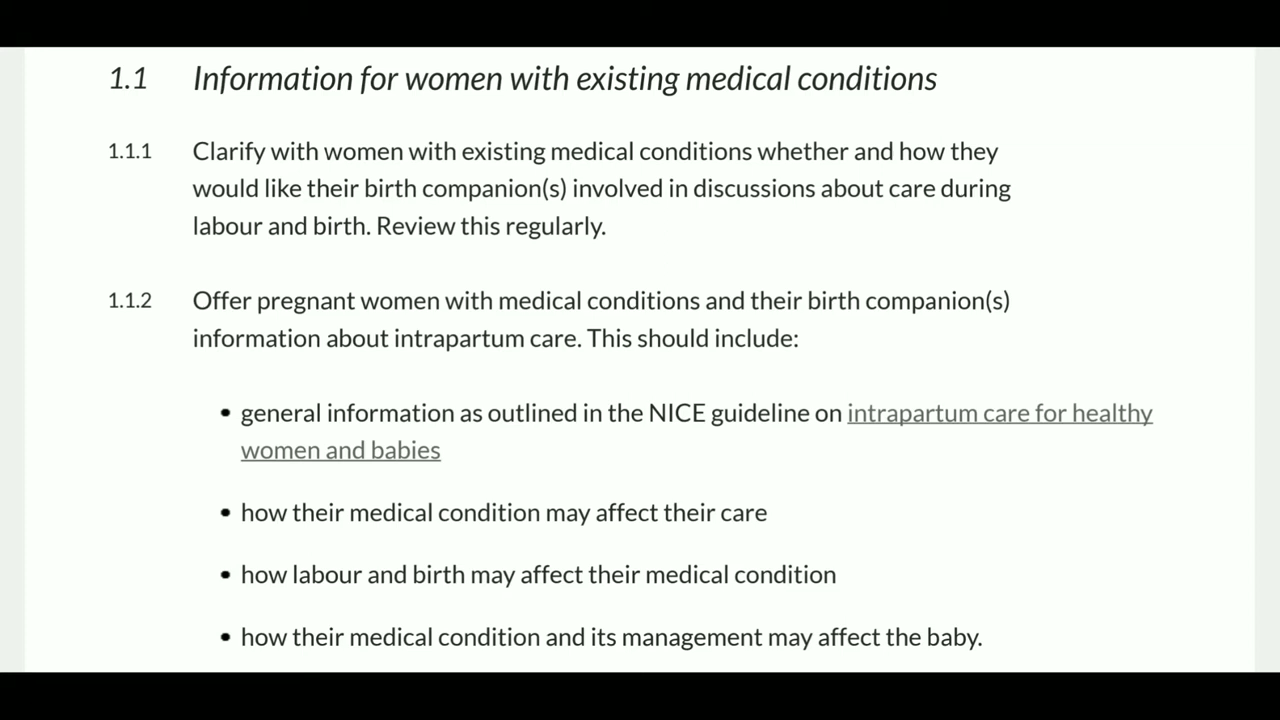 1.1 Information for women with existing medical conditions
1.1.1 Clarify with women with existing medical conditions whether and how they
would like their birth companion(s) involved in discussions about care during
labour and birth. Review this regularly.
1.1.2 Offer pregnant women with medical conditions and their birth companion(s)
information about intrapartum care. This should include:
• general information as outlined in the NICE guideline on intrapartum care for healthy
women and babies
• how their medical condition may affect their care
• how labour and birth may affect their medical condition
• how their medical condition and its management may affect the baby.